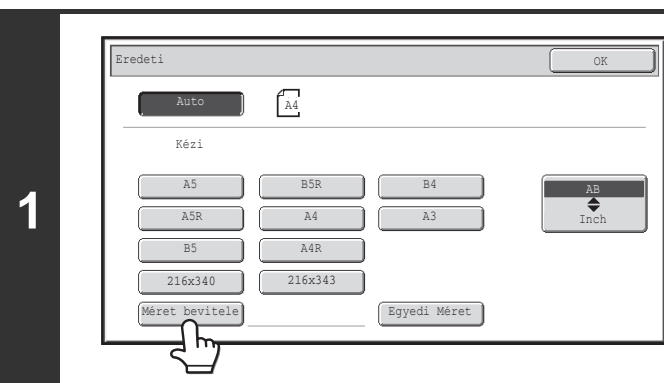 1
Eredeti OK
Auto A4
Kézi
A5 B5R B4 AB
A5R A4 A3 Inch
B5 A4R
216x340 216x343
Méret bevitele Egyedi Méret